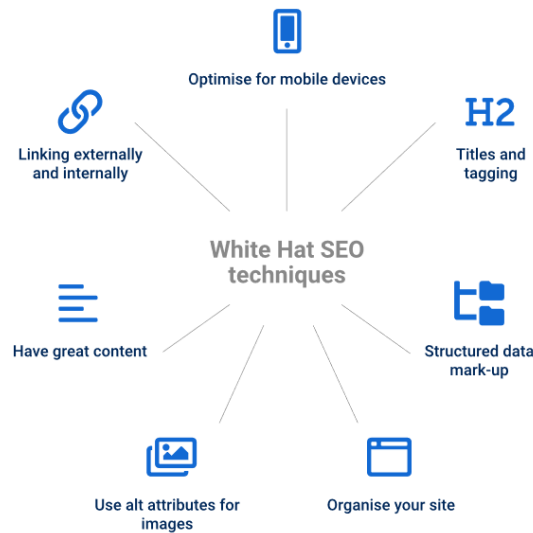 Optimise for mobile devices
H2
Linking externally
and internally
Titles and
tagging
White Hat SEO
techniques
Have great content
Structured data
mark-up
Use alt attributes for
images
Organise your site